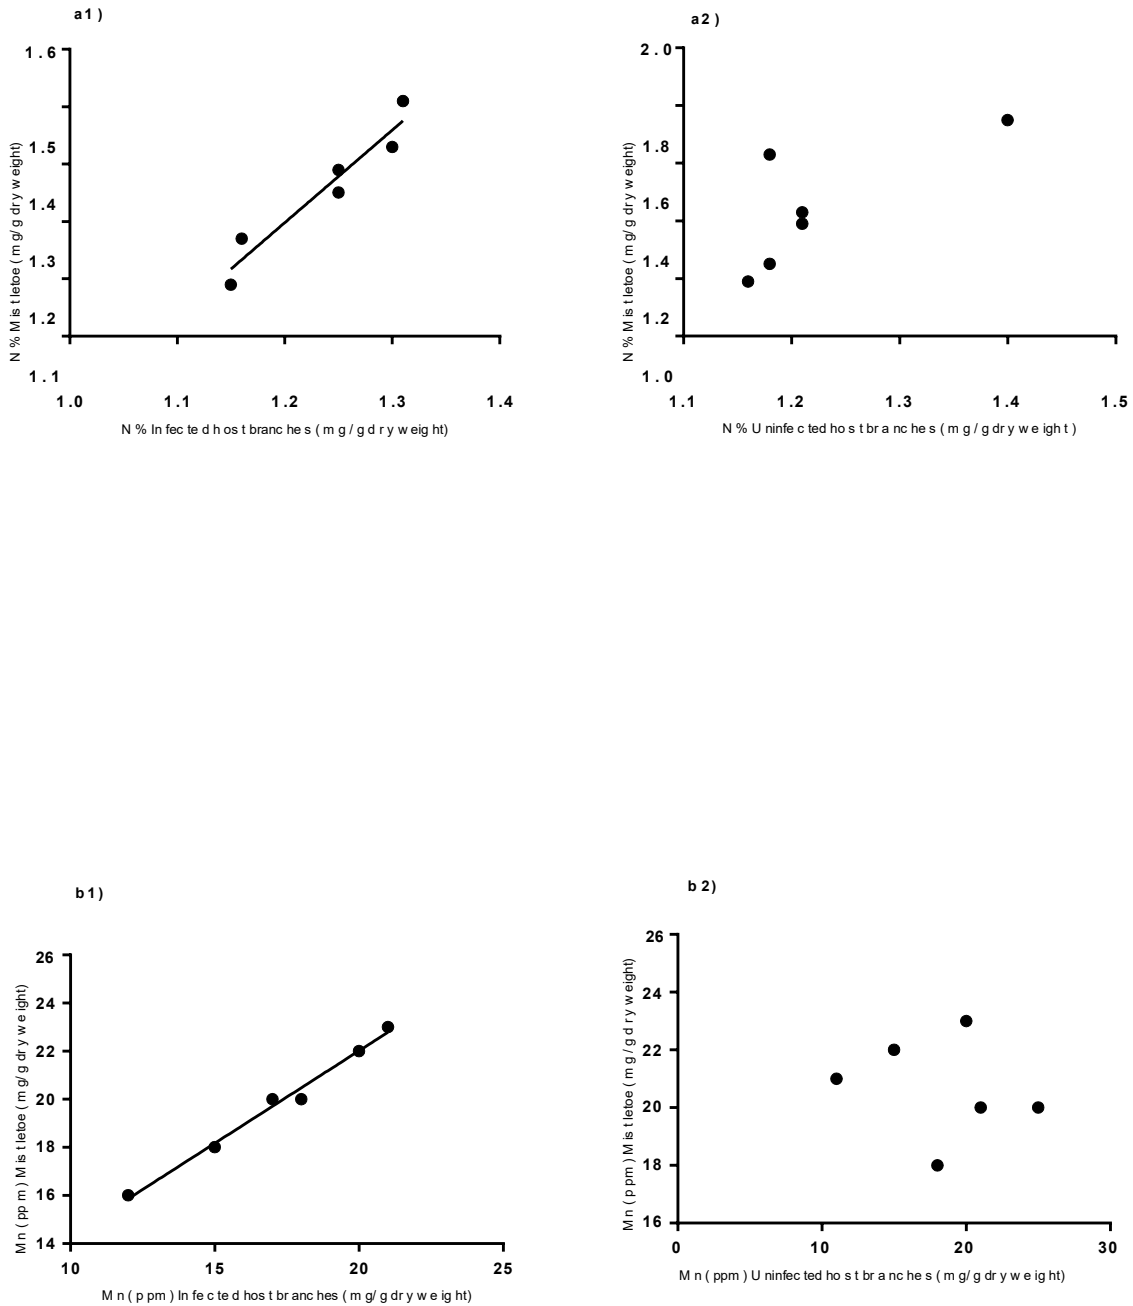 a1)
1.6
1.5
1.4
1.3
1.2
1.1
N% Mistletoe (mg/g dry weight)
1.0 1.1 1.2 1.3 1.4
N% Infected host branches (mg/g dry weight)
a2)
2.0
1.8
1.6
1.4
1.2
1.0
N% Mistletoe (mg/g dry weight)
1.1 1.2 1.3 1.4 1.5
N% Uninfected host branches (mg/g dry weight)
b1)
26
24
22
20
18
16
14
Mn (ppm) Mistletoe (mg/g dry weight)
10 15 20 25
Mn (ppm) Infected host branches (mg/g dry weight)
b2)
26
24
22
20
18
16
Mn (ppm) Mistletoe (mg/g dry weight)
0 10 20 30
Mn (ppm) Uninfected host branches (mg/g dry weight)